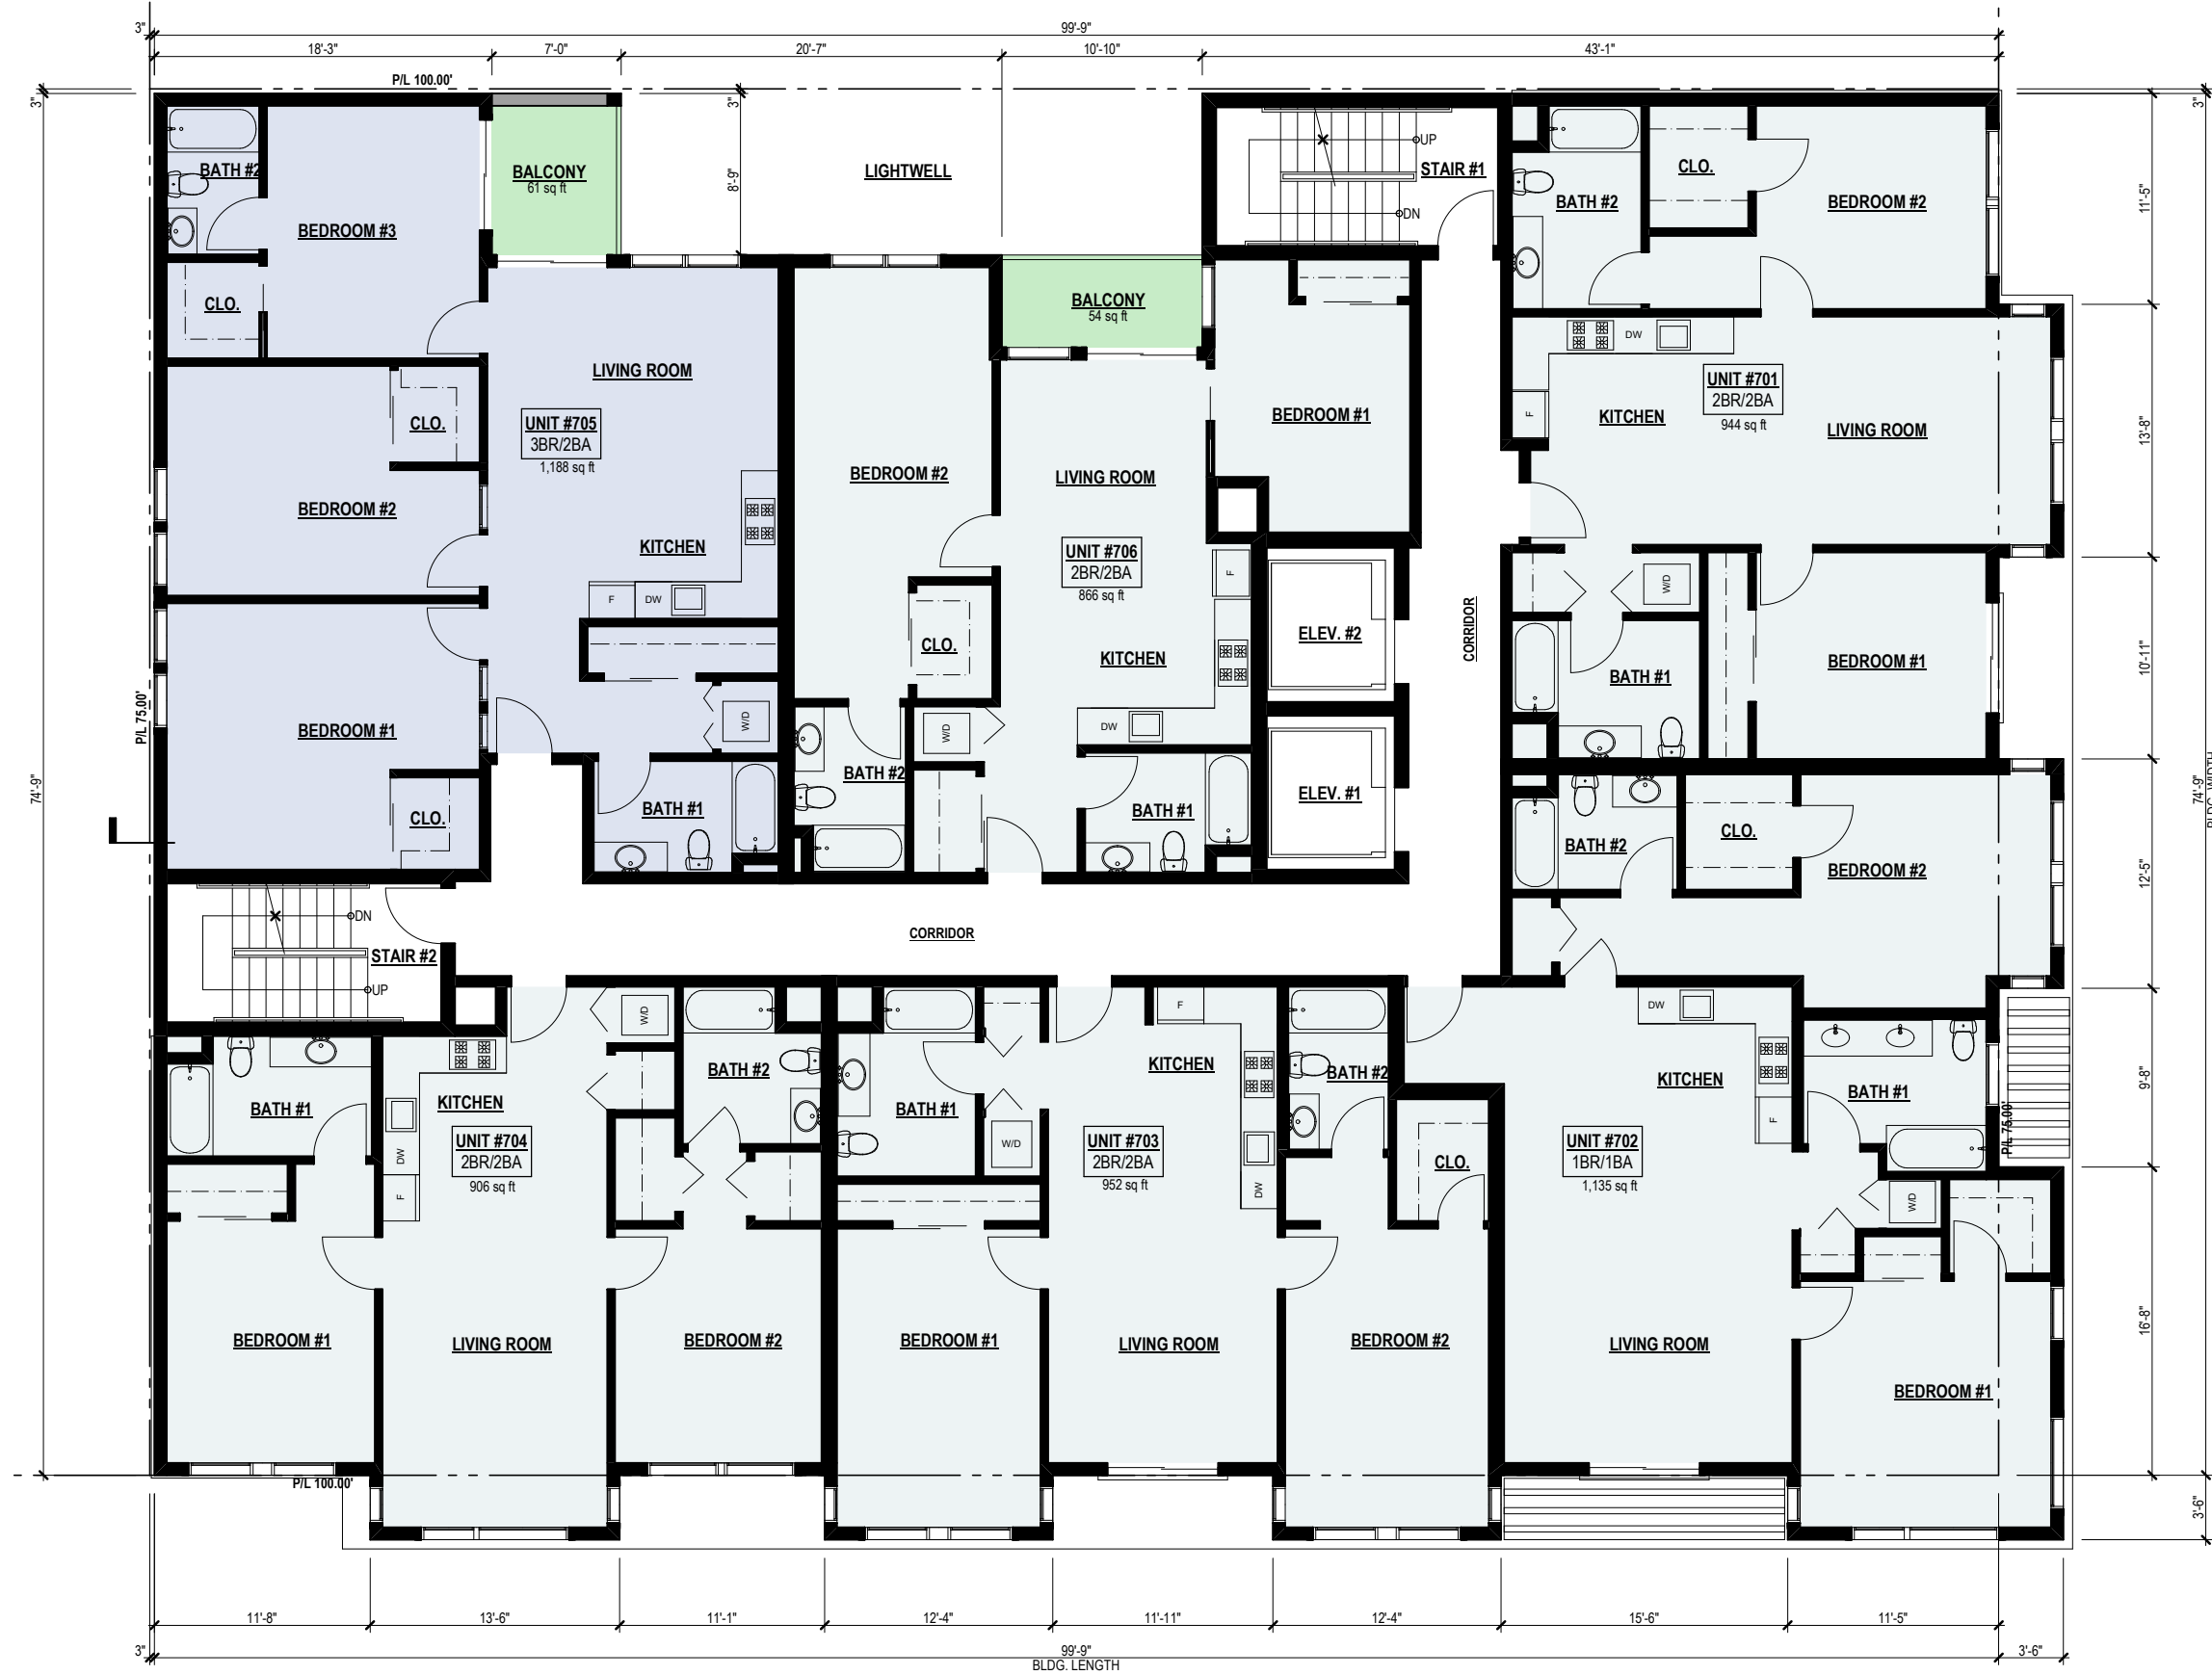 3"
99'-9"
18'-3"
7'-0"
20'-7"
10'-10"
43'-1"
P/L 100.00'
3"
3"
3"
BATH #2
BALCONY
61 sq ft
8'-9"
LIGHTWELL
UP
STAIR #1
DN
CLO.
BATH #2
BEDROOM #2
11'-5"
BEDROOM #3
CLO.
BALCONY
54 sq ft
DW
F
LIVING ROOM
UNIT #701
2BR/2BA
944 sq ft
KITCHEN
LIVING ROOM
13'-8"
CLO.
UNIT #705
3BR/2BA
1,188 sq ft
BEDROOM #1
BEDROOM #2
LIVING ROOM
BEDROOM #2
KITCHEN
UNIT #706
2BR/2BA
866 sq ft
F
F
DW
W/D
ELEV. #2
CORRIDOR
CLO.
KITCHEN
BATH #1
BEDROOM #1
10'-11"
P/L 75.00'
BEDROOM #1
W/D
W/D
DW
74'-9"
BATH #2
ELEV. #1
74'-9"
BLDG. WIDTH
CLO.
BATH #1
BATH #1
BATH #2
CLO.
BEDROOM #2
12'-5"
DN
STAIR #2
UP
CORRIDOR
W/D
F
DW
BATH #1
KITCHEN
BATH #2
BATH #1
KITCHEN
BATH #2
KITCHEN
BATH #1
9'-8"
P/L 75.00'
F
DW
UNIT #704
2BR/2BA
906 sq ft
F
W/D
UNIT #703
2BR/2BA
952 sq ft
DW
CLO.
UNIT #702
1BR/1BA
1,135 sq ft
W/D
BEDROOM #1
LIVING ROOM
BEDROOM #2
BEDROOM #1
LIVING ROOM
BEDROOM #2
LIVING ROOM
BEDROOM #1
16'-8"
P/L 100.00'
3'-6"
11'-8"
13'-6"
11'-1"
12'-4"
11'-11"
12'-4"
15'-6"
11'-5"
3"
99'-9"
BLDG. LENGTH
3'-6"